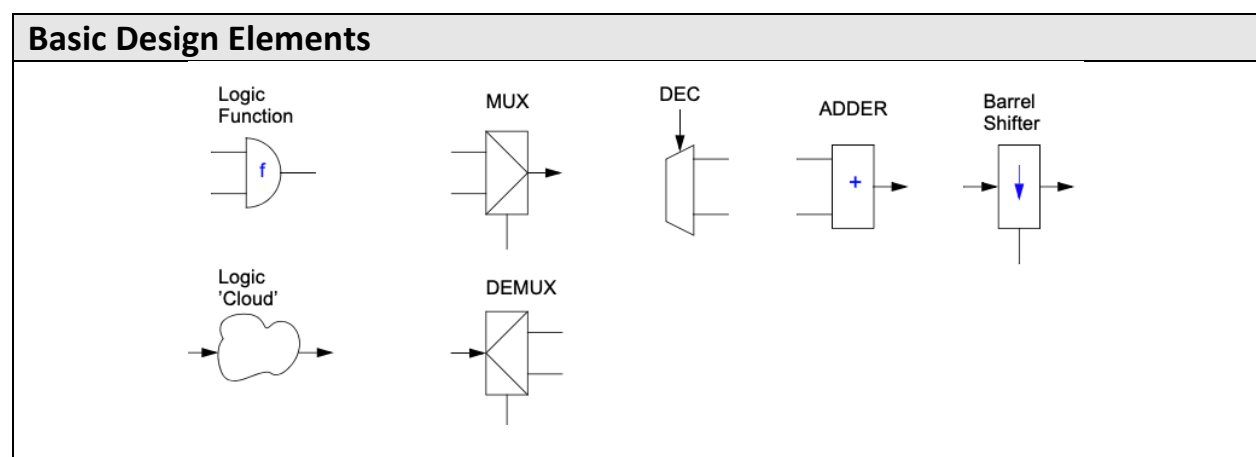 Basic Design Elements
Logic
Function
f
MUX
DEC
ADDER
+
Barrel
Shifter
Logic
'Cloud'
DEMUX